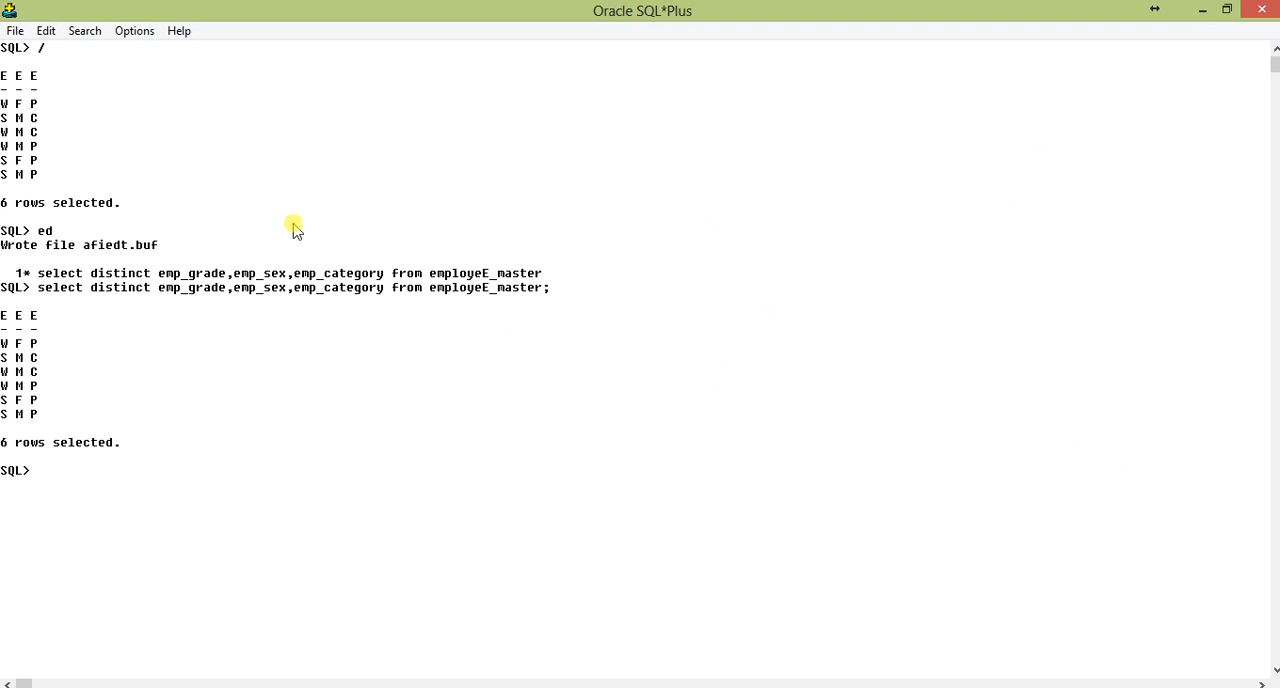 Oracle SQL*Plus
File Edit Search Options Help
SQL> /
E E E
- - -
W F P
S M C
W M C
W M P
S F P
S M P
6 rows selected.
SQL> ed
Wrote file afiedt.buf
1* select distinct emp_grade,emp_sex,emp_category from employeE_master
SQL> select distinct emp_grade,emp_sex,emp_category from employeE_master;
E E E
- - -
W F P
S M C
W M C
W M P
S F P
S M P
6 rows selected.
SQL>